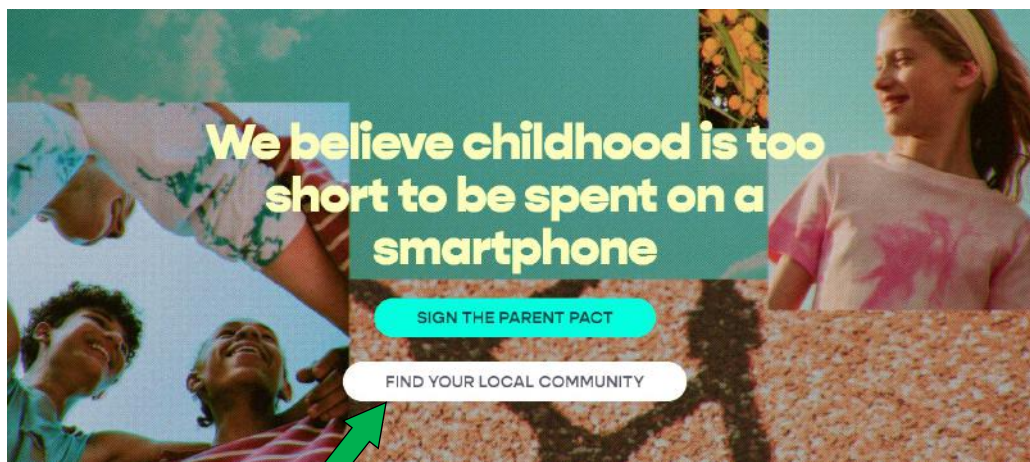 We believe childhood is too
short to be spent on a
smartphone
SIGN THE PARENT PACT
FIND YOUR LOCAL COMMUNITY